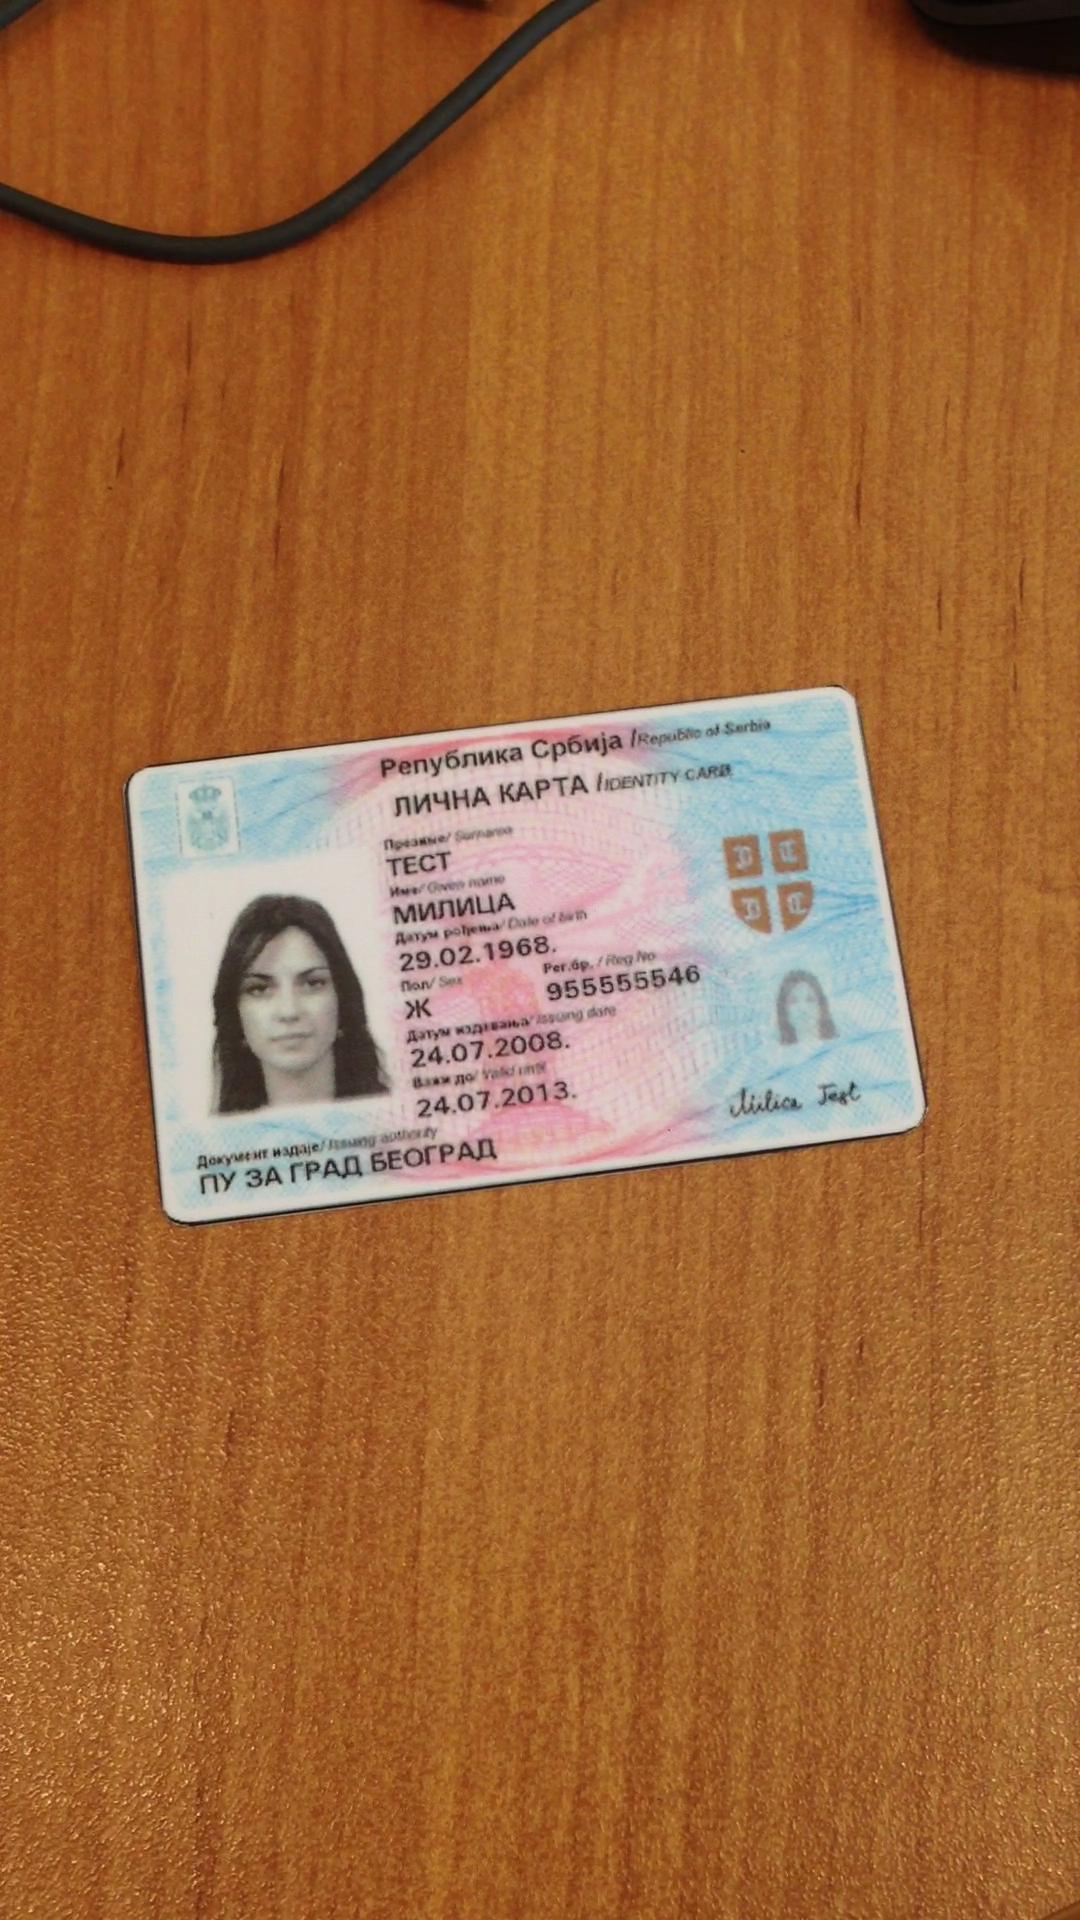 Република Србија /Republic of Serbia
ЛИЧНА КАРТА /IDENTITY CARD
Презиме/ Surname
ТЕСТ
Име/ Given name
МИЛИЦА
Датум рођења/ Date of birth
29.02.1968.
Пол/ Sex
Ж
Рег.бр. / Reg No
955555546
Датум издавања/ Issuing date
24.07.2008.
Важи до/ Valid until
24.07.2013.
Milica Test
Документ издаје/ Issuing authority
ПУ ЗА ГРАД БЕОГРАД